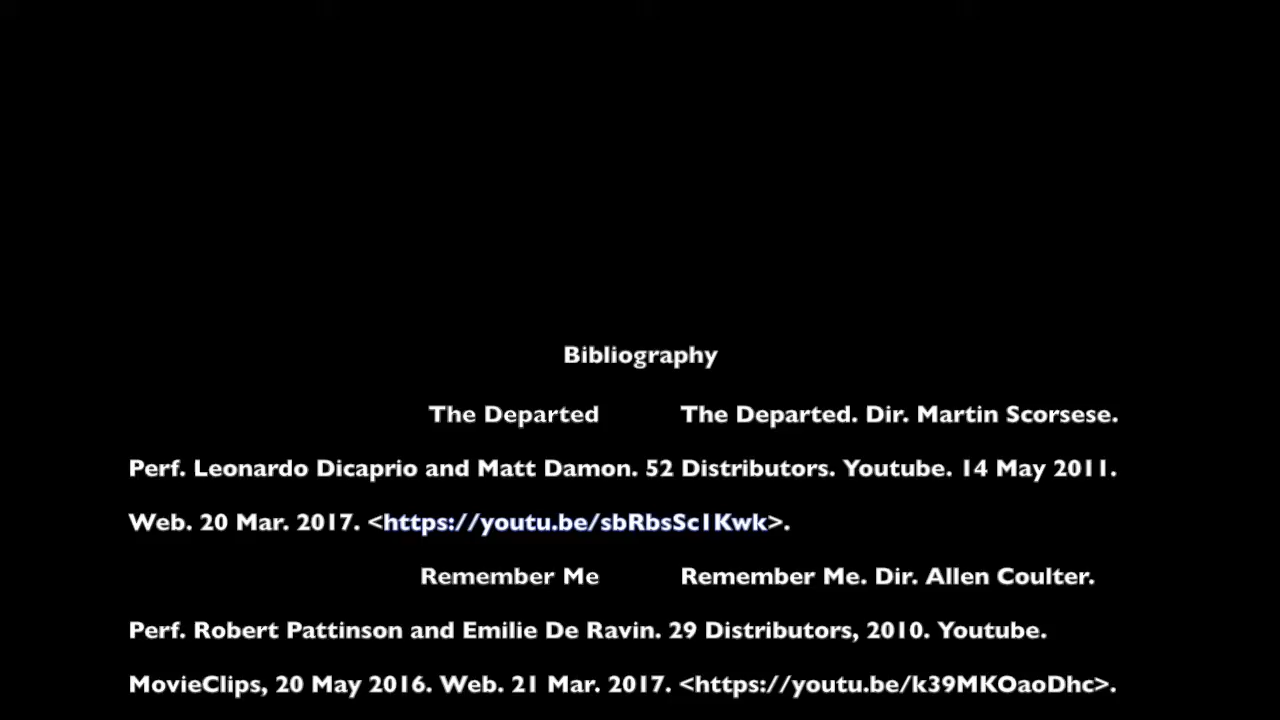 Bibliography
The Departed The Departed. Dir. Martin Scorsese.
Perf. Leonardo Dicaprio and Matt Damon. 52 Distributors. Youtube. 14 May 2011.
Web. 20 Mar. 2017. <https://youtu.be/sbRbsSc1Kwk>.
Remember Me Remember Me. Dir. Allen Coulter.
Perf. Robert Pattinson and Emilie De Ravin. 29 Distributors, 2010. Youtube.
MovieClips, 20 May 2016. Web. 21 Mar. 2017. <https://youtu.be/k39MKOaoDhc>.